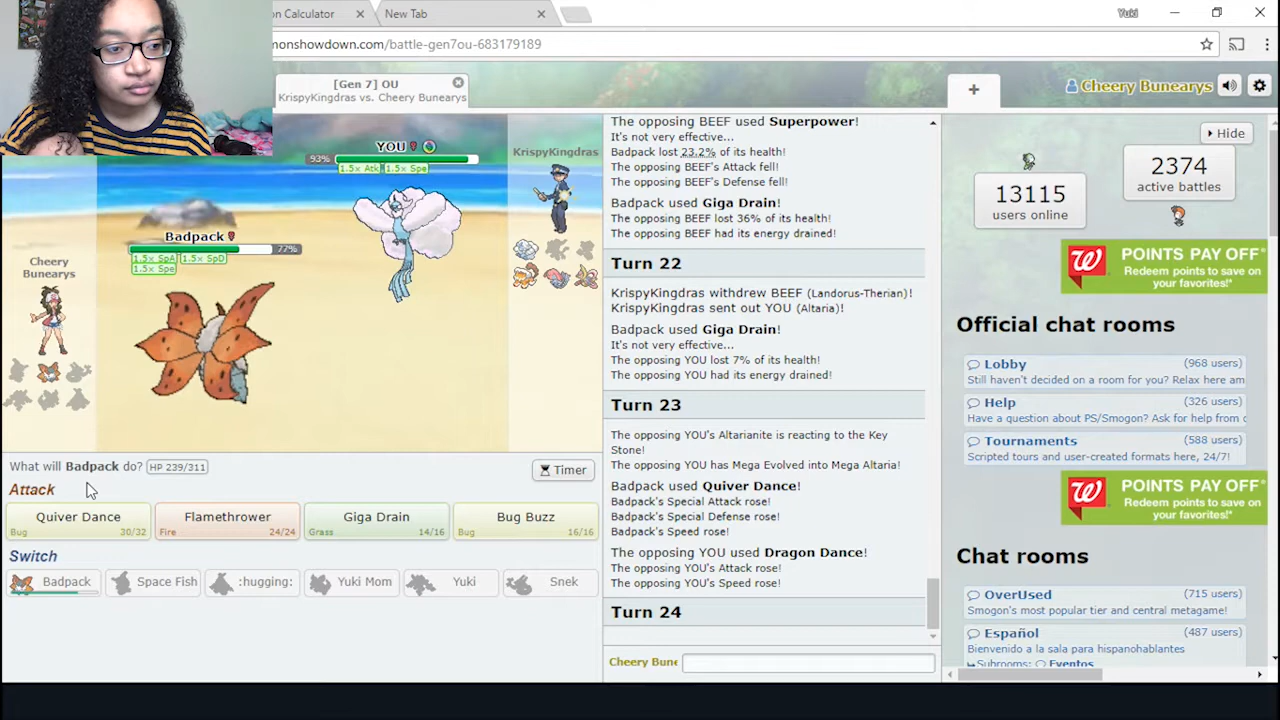 on Calculator
New Tab
Yuki
monshowdown.com/battle-gen7ou-683179189
[Gen 7] OU
KrispyKingdras vs. Cheery Bunearys
+
Cheery Bunearys
YOU
93%
1.5× Atk 1.5× Spe
Badpack
77%
1.5× SpA 1.5× SpD
1.5× Spe
KrispyKingdras
Cheery
Bunearys
The opposing BEEF used Superpower!
It's not very effective...
Badpack lost 23.2% of its health!
The opposing BEEF's Attack fell!
The opposing BEEF's Defense fell!
Badpack used Giga Drain!
The opposing BEEF lost 36% of its health!
The opposing BEEF had its energy drained!
Turn 22
KrispyKingdras withdrew BEEF (Landorus-Therian)!
KrispyKingdras sent out YOU (Altaria)!
Badpack used Giga Drain!
It's not very effective...
The opposing YOU lost 7% of its health!
The opposing YOU had its energy drained!
Turn 23
The opposing YOU's Altarianite is reacting to the Key
Stone!
The opposing YOU has Mega Evolved into Mega Altaria!
Badpack used Quiver Dance!
Badpack's Special Attack rose!
Badpack's Special Defense rose!
Badpack's Speed rose!
The opposing YOU used Dragon Dance!
The opposing YOU's Attack rose!
The opposing YOU's Speed rose!
Turn 24
Cheery Bune
What will Badpack do? HP 239/311
Timer
Attack
Quiver Dance
Bug 30/32
Flamethrower
Fire 24/24
Giga Drain
Grass 14/16
Bug Buzz
Bug 16/16
Switch
Badpack
Space Fish
:hugging:
Yuki Mom
Yuki
Snek
Hide
13115
users online
2374
active battles
POINTS PAY OFF
Redeem points to save on
your favorites!*
Official chat rooms
Lobby (968 users)
Still haven't decided on a room for you? Relax here am
Help (326 users)
Have a question about PS/Smogon? Ask for help from
Tournaments (588 users)
Scripted tours and user-created formats here, 24/7!
POINTS PAY OFF
Redeem points to save on
your favorites!*
Chat rooms
OverUsed (715 users)
Smogon's most popular tier and central metagame!
Español (487 users)
Bienvenido a la sala para hispanohablantes
Subrooms: Eventos